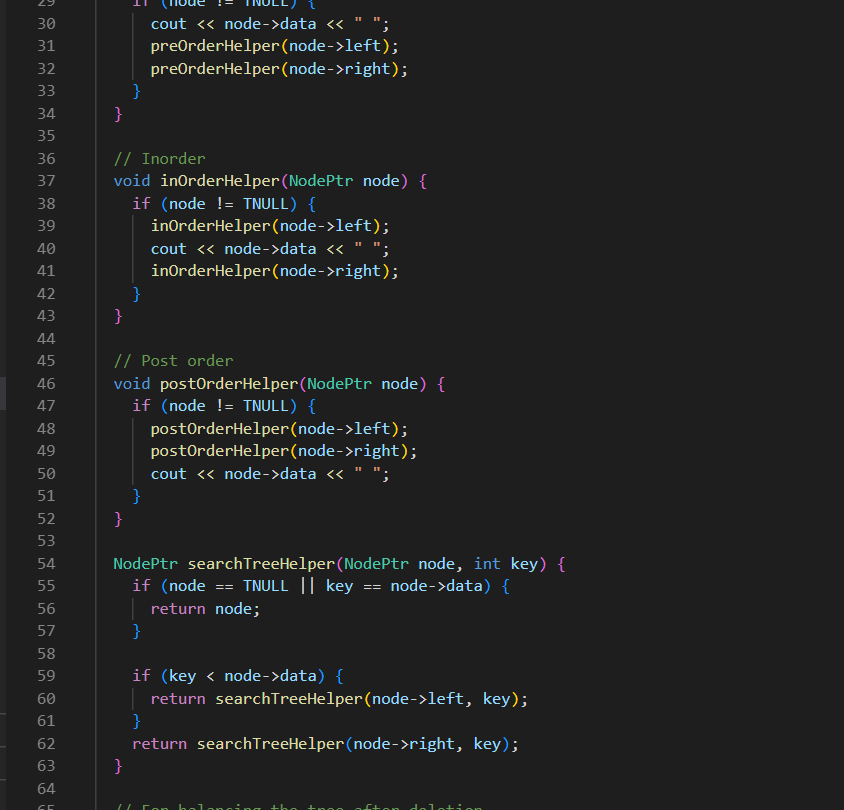 29 if (node != TNULL) {
30 cout << node->data << " ";
31 preOrderHelper(node->left);
32 preOrderHelper(node->right);
33 }
34 }
35
36 // Inorder
37 void inOrderHelper(NodePtr node) {
38 if (node != TNULL) {
39 inOrderHelper(node->left);
40 cout << node->data << " ";
41 inOrderHelper(node->right);
42 }
43 }
44
45 // Post order
46 void postOrderHelper(NodePtr node) {
47 if (node != TNULL) {
48 postOrderHelper(node->left);
49 postOrderHelper(node->right);
50 cout << node->data << " ";
51 }
52 }
53
54 NodePtr searchTreeHelper(NodePtr node, int key) {
55 if (node == TNULL || key == node->data) {
56 return node;
57 }
58
59 if (key < node->data) {
60 return searchTreeHelper(node->left, key);
61 }
62 return searchTreeHelper(node->right, key);
63 }
64
65 // For balancing the tree after deletion